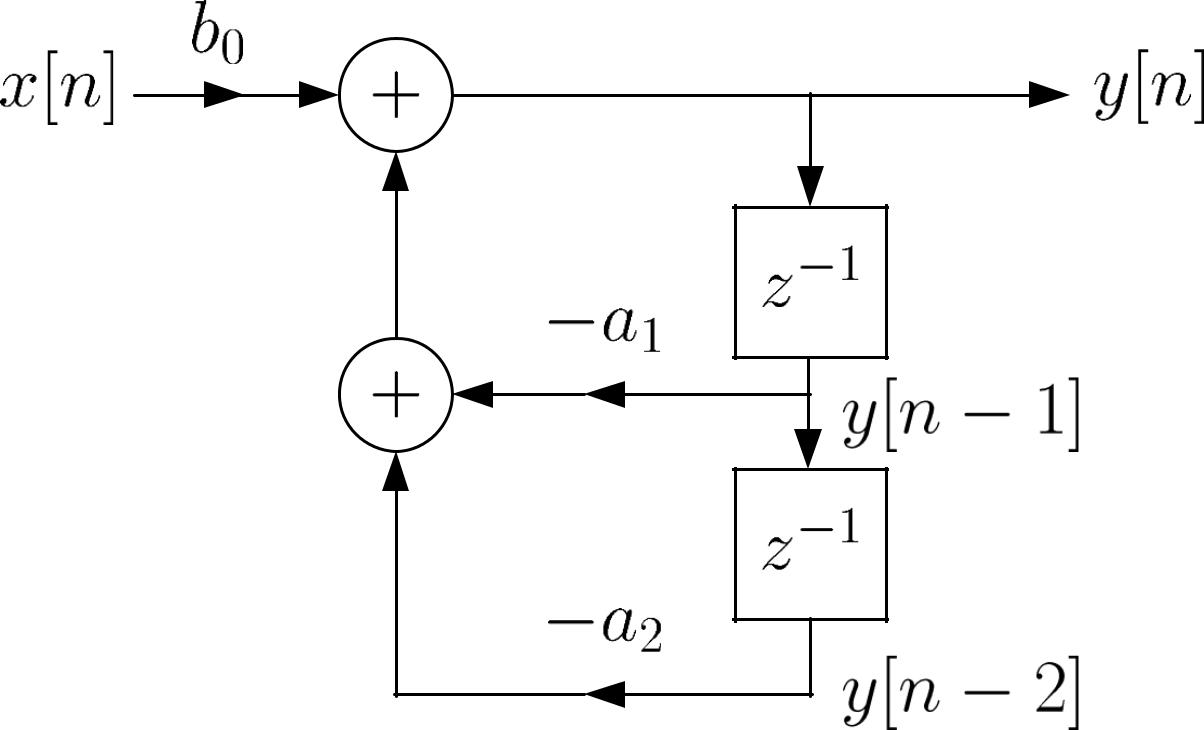 b₀
x[n]
+
y[n]
z⁻¹
−a₁
+
y[n − 1]
z⁻¹
−a₂
y[n − 2]